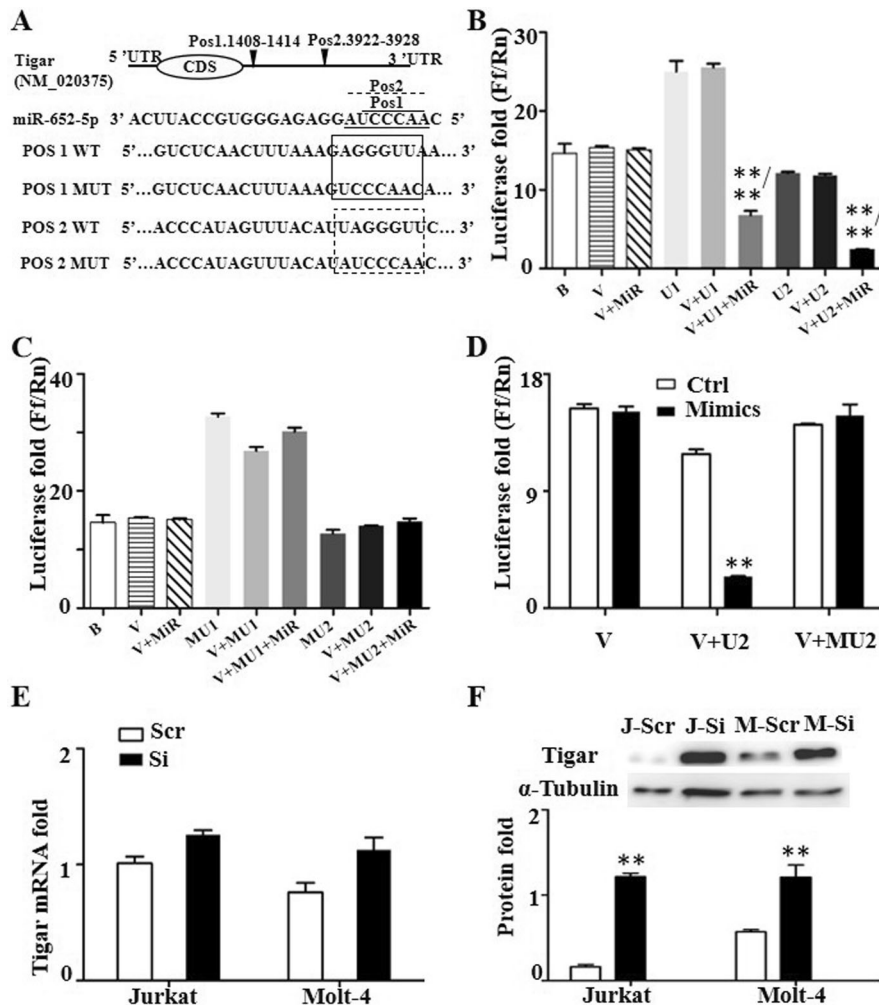 A
Pos1.1408-1414 Pos2.3922-3928
5 'UTR 3 'UTR
Tigar
(NM_020375)
CDS
Pos2
Pos1
miR-652-5p 3' ACUUACCGUGGGAGAGGAUCCCAAC 5'
POS 1 WT 5'...GUCUCAACUUUAAAGAGGGUUAA... 3'
POS 1 MUT 5'...GUCUCAACUUUAAAGUCCCAACA... 3'
POS 2 WT 5'...ACCCAUAGUUUACAUUAGGGUUC... 3'
POS 2 MUT 5'...ACCCAUAGUUUACAUAUCCCAAC... 3'
B
Luciferase fold (Ff/Rn)
30
20
10
0
**/
**
**/
**
B V V+MiR U1 V+U1 V+U1+MiR U2 V+U2 V+U2+MiR
C
Luciferase fold (Ff/Rn)
40
20
0
B V V+MiR MU1 V+MU1 V+MU1+MiR MU2 V+MU2 V+MU2+MiR
D
Luciferase fold (Ff/Rn)
18
9
0
Ctrl
Mimics
**
V V+U2 V+MU2
E
Tigar mRNA fold
2
1
0
Scr
Si
Jurkat Molt-4
F
J-Scr J-Si M-Scr M-Si
Tigar
α-Tubulin
Protein fold
2
1
0
** **
Jurkat Molt-4